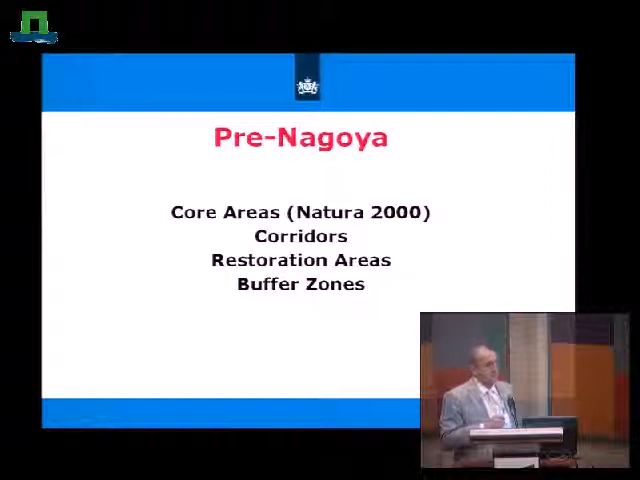 Pre-Nagoya
Core Areas (Natura 2000)
Corridors
Restoration Areas
Buffer Zones